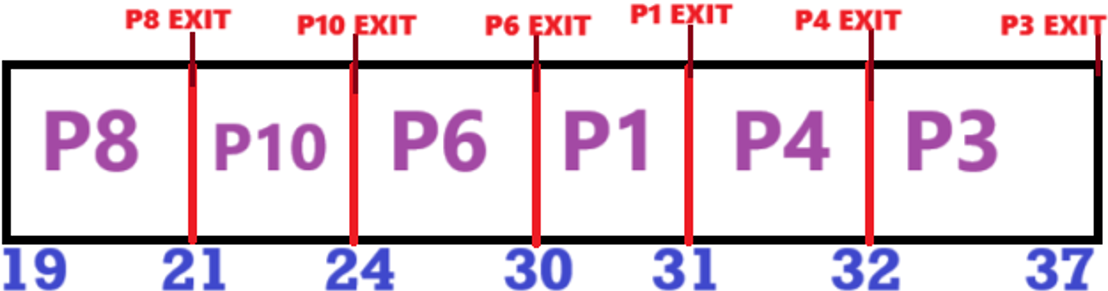 P8 EXIT P10 EXIT P6 EXIT P1 EXIT P4 EXIT P3 EXIT
P8 P10 P6 P1 P4 P3
19 21 24 30 31 32 37